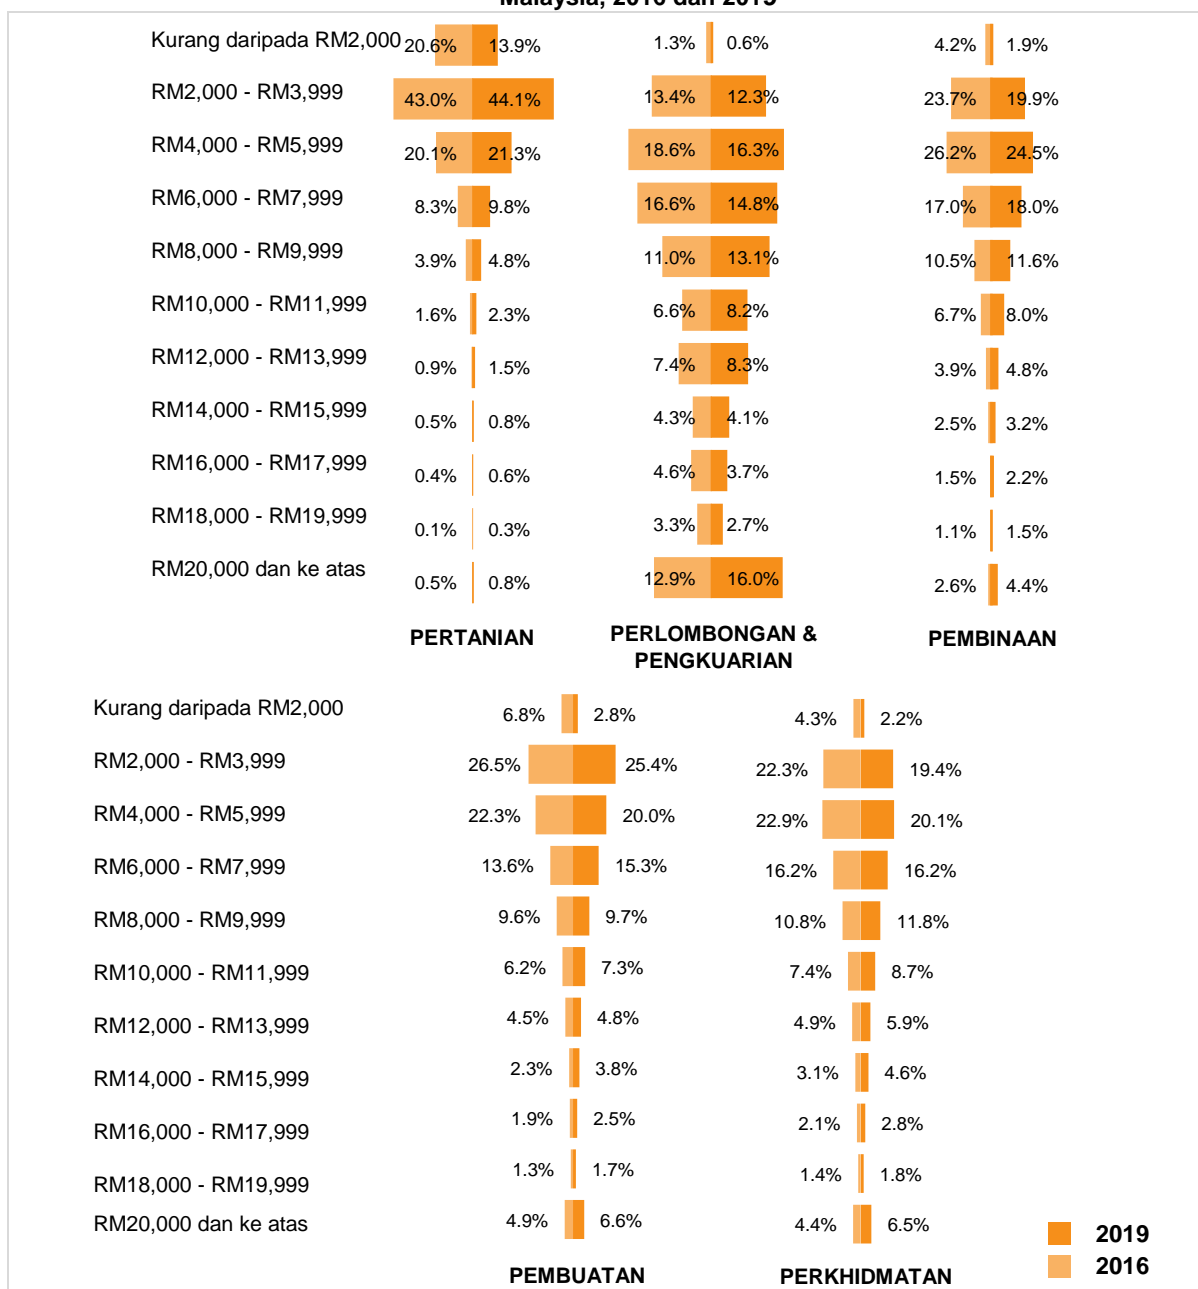 Malaysia, 2016 dan 2019
Kurang daripada RM2,000 20.6% 13.9% 1.3% 0.6% 4.2% 1.9%
RM2,000 - RM3,999 43.0% 44.1% 13.4% 12.3% 23.7% 19.9%
RM4,000 - RM5,999 20.1% 21.3% 18.6% 16.3% 26.2% 24.5%
RM6,000 - RM7,999 8.3% 9.8% 16.6% 14.8% 17.0% 18.0%
RM8,000 - RM9,999 3.9% 4.8% 11.0% 13.1% 10.5% 11.6%
RM10,000 - RM11,999 1.6% 2.3% 6.6% 8.2% 6.7% 8.0%
RM12,000 - RM13,999 0.9% 1.5% 7.4% 8.3% 3.9% 4.8%
RM14,000 - RM15,999 0.5% 0.8% 4.3% 4.1% 2.5% 3.2%
RM16,000 - RM17,999 0.4% 0.6% 4.6% 3.7% 1.5% 2.2%
RM18,000 - RM19,999 0.1% 0.3% 3.3% 2.7% 1.1% 1.5%
RM20,000 dan ke atas 0.5% 0.8% 12.9% 16.0% 2.6% 4.4%
PERTANIAN PERLOMBONGAN & PEMBINAAN
PENGKUARIAN
Kurang daripada RM2,000 6.8% 2.8% 4.3% 2.2%
RM2,000 - RM3,999 26.5% 25.4% 22.3% 19.4%
RM4,000 - RM5,999 22.3% 20.0% 22.9% 20.1%
RM6,000 - RM7,999 13.6% 15.3% 16.2% 16.2%
RM8,000 - RM9,999 9.6% 9.7% 10.8% 11.8%
RM10,000 - RM11,999 6.2% 7.3% 7.4% 8.7%
RM12,000 - RM13,999 4.5% 4.8% 4.9% 5.9%
RM14,000 - RM15,999 2.3% 3.8% 3.1% 4.6%
RM16,000 - RM17,999 1.9% 2.5% 2.1% 2.8%
RM18,000 - RM19,999 1.3% 1.7% 1.4% 1.8%
RM20,000 dan ke atas 4.9% 6.6% 4.4% 6.5%
2019
2016
PEMBUATAN PERKHIDMATAN